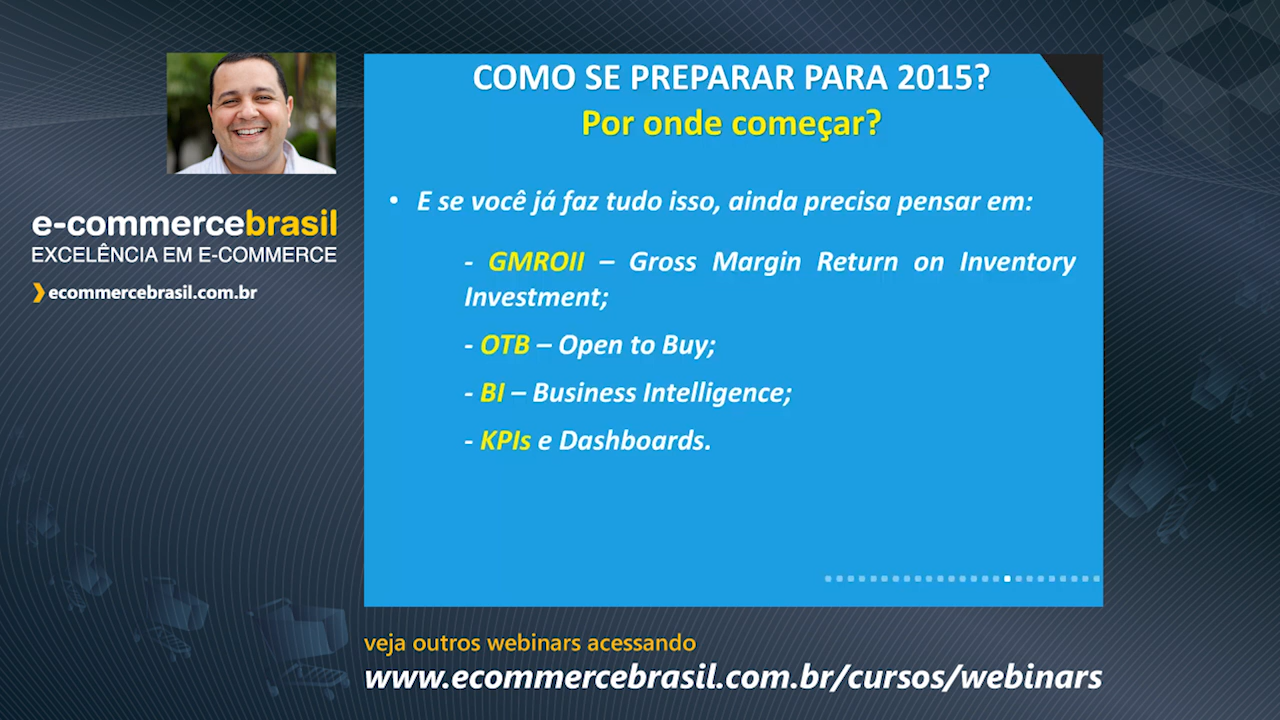 e-commercebrasil
EXCELÊNCIA EM E-COMMERCE
ecommercebrasil.com.br
COMO SE PREPARAR PARA 2015?
Por onde começar?
• E se você já faz tudo isso, ainda precisa pensar em:
- GMROII – Gross Margin Return on Inventory
Investment;
- OTB – Open to Buy;
- BI – Business Intelligence;
- KPIs e Dashboards.
veja outros webinars acessando
www.ecommercebrasil.com.br/cursos/webinars